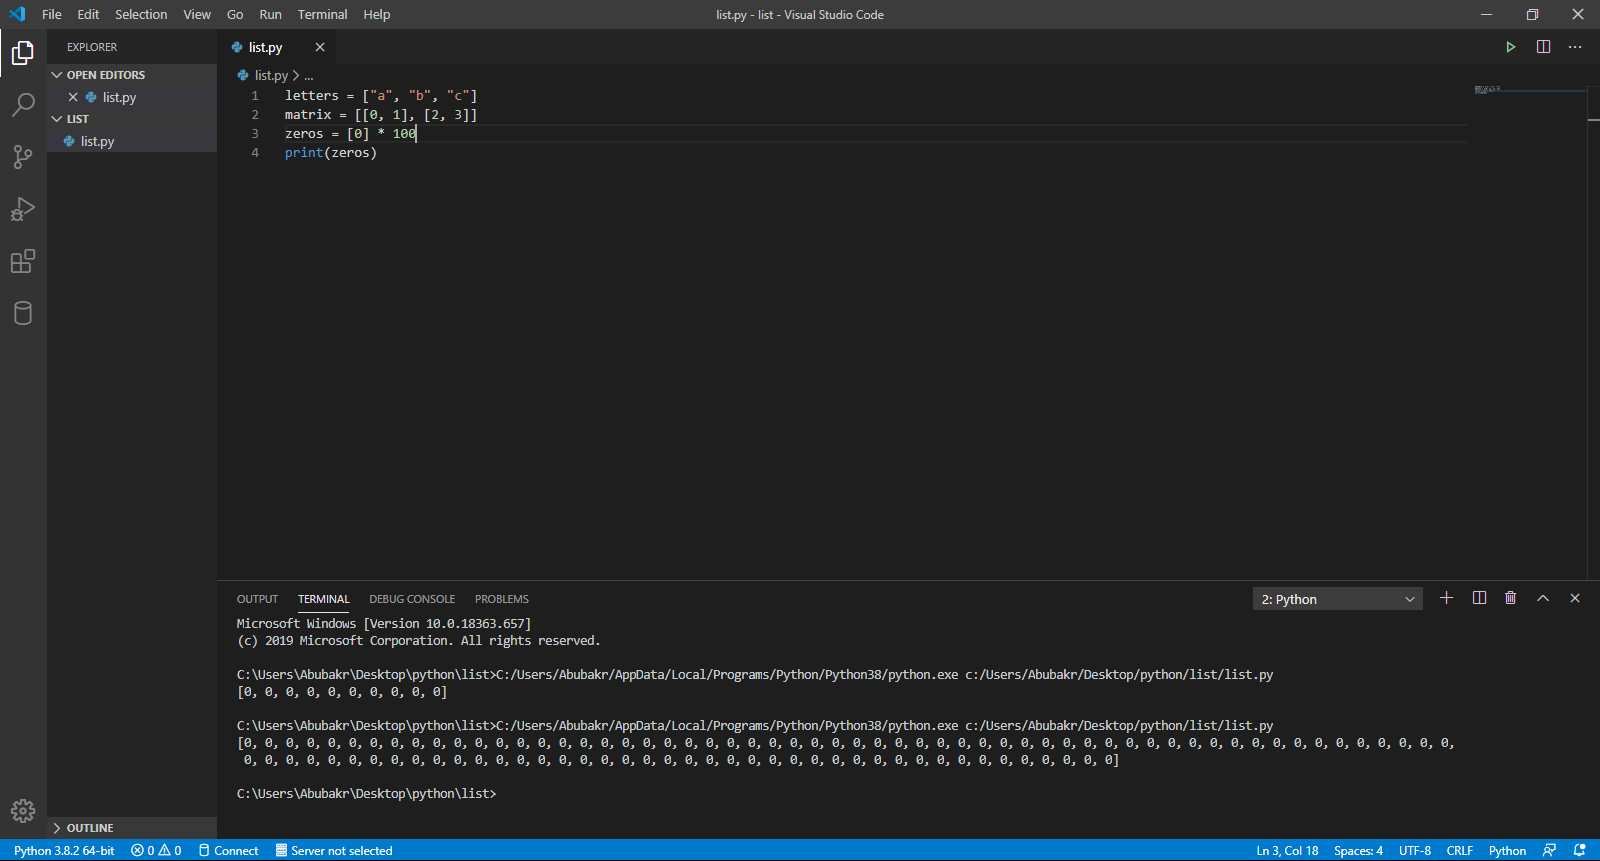 File Edit Selection View Go Run Terminal Help list.py - list - Visual Studio Code
EXPLORER
OPEN EDITORS
list.py
LIST
list.py
OUTLINE
list.py
list.py > ...
1 letters = ["a", "b", "c"]
2 matrix = [[0, 1], [2, 3]]
3 zeros = [0] * 100
4 print(zeros)
OUTPUT TERMINAL DEBUG CONSOLE PROBLEMS 2: Python
Microsoft Windows [Version 10.0.18363.657]
(c) 2019 Microsoft Corporation. All rights reserved.
C:\Users\Abubakr\Desktop\python\list>C:/Users/Abubakr/AppData/Local/Programs/Python/Python38/python.exe c:/Users/Abubakr/Desktop/python/list/list.py
[0, 0, 0, 0, 0, 0, 0, 0, 0, 0]
C:\Users\Abubakr\Desktop\python\list>C:/Users/Abubakr/AppData/Local/Programs/Python/Python38/python.exe c:/Users/Abubakr/Desktop/python/list/list.py
[0, 0, 0, 0, 0, 0, 0, 0, 0, 0, 0, 0, 0, 0, 0, 0, 0, 0, 0, 0, 0, 0, 0, 0, 0, 0, 0, 0, 0, 0, 0, 0, 0, 0, 0, 0, 0, 0, 0, 0, 0, 0, 0, 0, 0, 0, 0, 0, 0, 0, 0, 0, 0, 0, 0, 0, 0, 0,
0, 0, 0, 0, 0, 0, 0, 0, 0, 0, 0, 0, 0, 0, 0, 0, 0, 0, 0, 0, 0, 0, 0, 0, 0, 0, 0, 0, 0, 0, 0, 0, 0, 0, 0, 0, 0, 0, 0, 0, 0, 0]
C:\Users\Abubakr\Desktop\python\list>
Python 3.8.2 64-bit 0 0 Connect Server not selected Ln 3, Col 18 Spaces: 4 UTF-8 CRLF Python